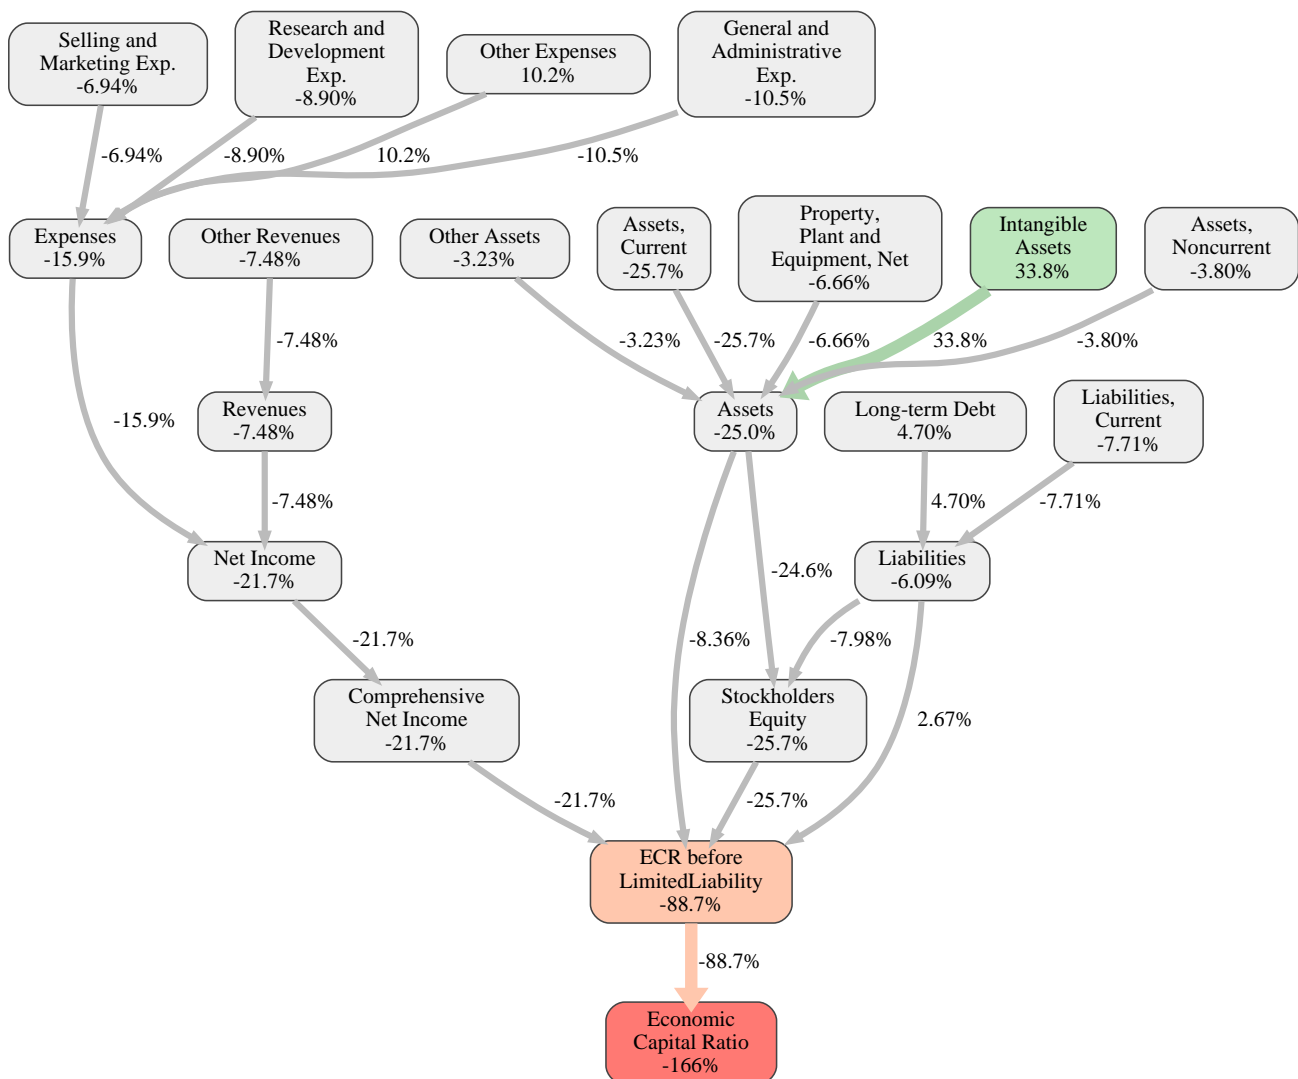 Selling and
Marketing Exp.
-6.94%
Research and
Development
Exp.
-8.90%
Other Expenses
10.2%
General and
Administrative
Exp.
-10.5%
-6.94%
-8.90%
10.2%
-10.5%
Expenses
-15.9%
Other Revenues
-7.48%
Other Assets
-3.23%
Assets,
Current
-25.7%
Property,
Plant and
Equipment, Net
-6.66%
Intangible
Assets
33.8%
Assets,
Noncurrent
-3.80%
-7.48%
-3.23%
-25.7%
-6.66%
33.8%
-3.80%
-15.9%
Revenues
-7.48%
Assets
-25.0%
Long-term Debt
4.70%
Liabilities,
Current
-7.71%
-7.48%
4.70%
-7.71%
Net Income
-21.7%
-24.6%
Liabilities
-6.09%
-21.7%
-8.36%
-7.98%
Comprehensive
Net Income
-21.7%
Stockholders
Equity
-25.7%
2.67%
-21.7%
-25.7%
ECR before
LimitedLiability
-88.7%
-88.7%
Economic
Capital Ratio
-166%